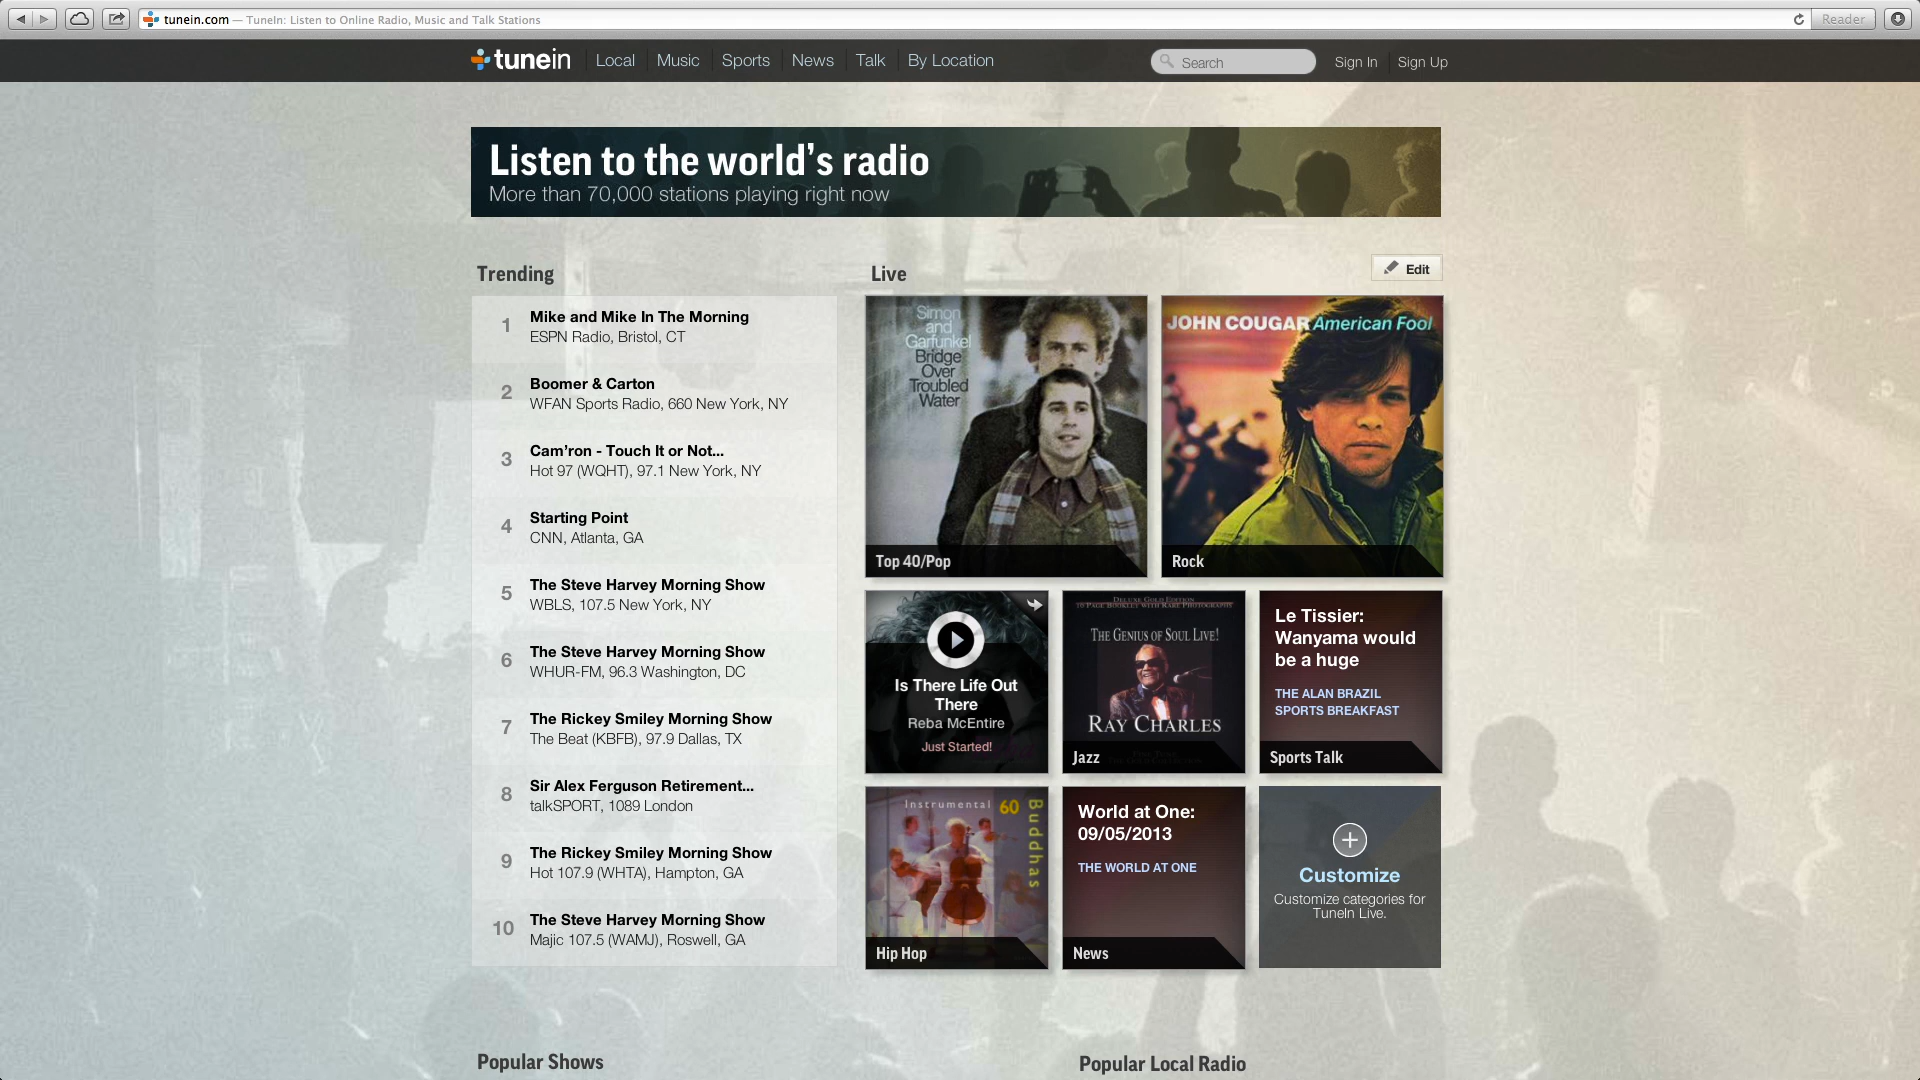 tunein.com — TuneIn: Listen to Online Radio, Music and Talk Stations
Reader
tunein
Local
Music
Sports
News
Talk
By Location
Search
Sign In
Sign Up
Listen to the world's radio
More than 70,000 stations playing right now
Trending
1
Mike and Mike In The Morning
ESPN Radio, Bristol, CT
2
Boomer & Carton
WFAN Sports Radio, 660 New York, NY
3
Cam'ron - Touch It or Not...
Hot 97 (WQHT), 97.1 New York, NY
4
Starting Point
CNN, Atlanta, GA
5
The Steve Harvey Morning Show
WBLS, 107.5 New York, NY
6
The Steve Harvey Morning Show
WHUR-FM, 96.3 Washington, DC
7
The Rickey Smiley Morning Show
The Beat (KBFB), 97.9 Dallas, TX
8
Sir Alex Ferguson Retirement...
talkSPORT, 1089 London
9
The Rickey Smiley Morning Show
Hot 107.9 (WHTA), Hampton, GA
10
The Steve Harvey Morning Show
Majic 107.5 (WAMJ), Roswell, GA
Live
Edit
Simon
and
Garfunkel
Bridge
Over
Troubled
Water
Top 40/Pop
JOHN COUGAR American Fool
Rock
Is There Life Out
There
Reba McEntire
Just Started!
DELUXE GOLD EDITION
10 PAGE BOOKLET WITH RARE PHOTOGRAPHS
THE GENIUS OF SOUL LIVE!
RAY CHARLES
Jazz
Le Tissier:
Wanyama would
be a huge
THE ALAN BRAZIL
SPORTS BREAKFAST
Sports Talk
Instrumental 60
Buddhas
Hip Hop
World at One:
09/05/2013
THE WORLD AT ONE
News
Customize
Customize categories for
TuneIn Live.
Popular Shows
Popular Local Radio